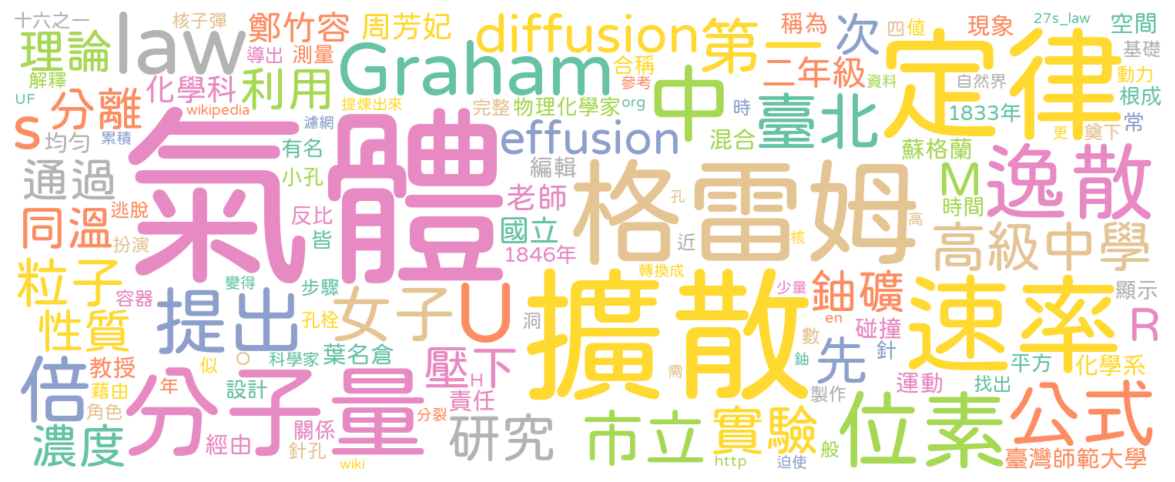 十六之一 核子彈 鄭竹容 周芳妃 diffusion 第 次 稱為 四 值 現象 27s_law 空間
理論 law 導出 測量 合稱 二年級 定律 基礎
解釋 化學科 利用 Graham 中 臺北 資料 自然界 動力
UF 分離 wikipedia 提煉出來 完整 物理化學家 org 時 1833年 根成
s 均勻 累積 濾網 effusion 混合 更 奠下 常
有名 蘇格蘭
通過 小孔 氣體 編輯 格雷姆 M 逸散
同溫 逃脫 反比 老師 孔 時間
扮演 皆 國立 近 高 高級中學
1846年 核
粒子 變得 步驟 轉換成 少量 鈾礦 顯示
容器 提出 女子 U 擴散 速率
性質 孔栓 洞 en 數 碰撞 R
科學家 葉名倉 鈾 先 針 平方
教授 似 壓下 需 化學系
倍 藉由 年 設計 H 製作 運動 找出
角色 分子量 分裂 責任 位素 公式
濃度 經由 關係 研究 市立 實驗
針孔 wiki http 迫使 般 臺灣師範大學